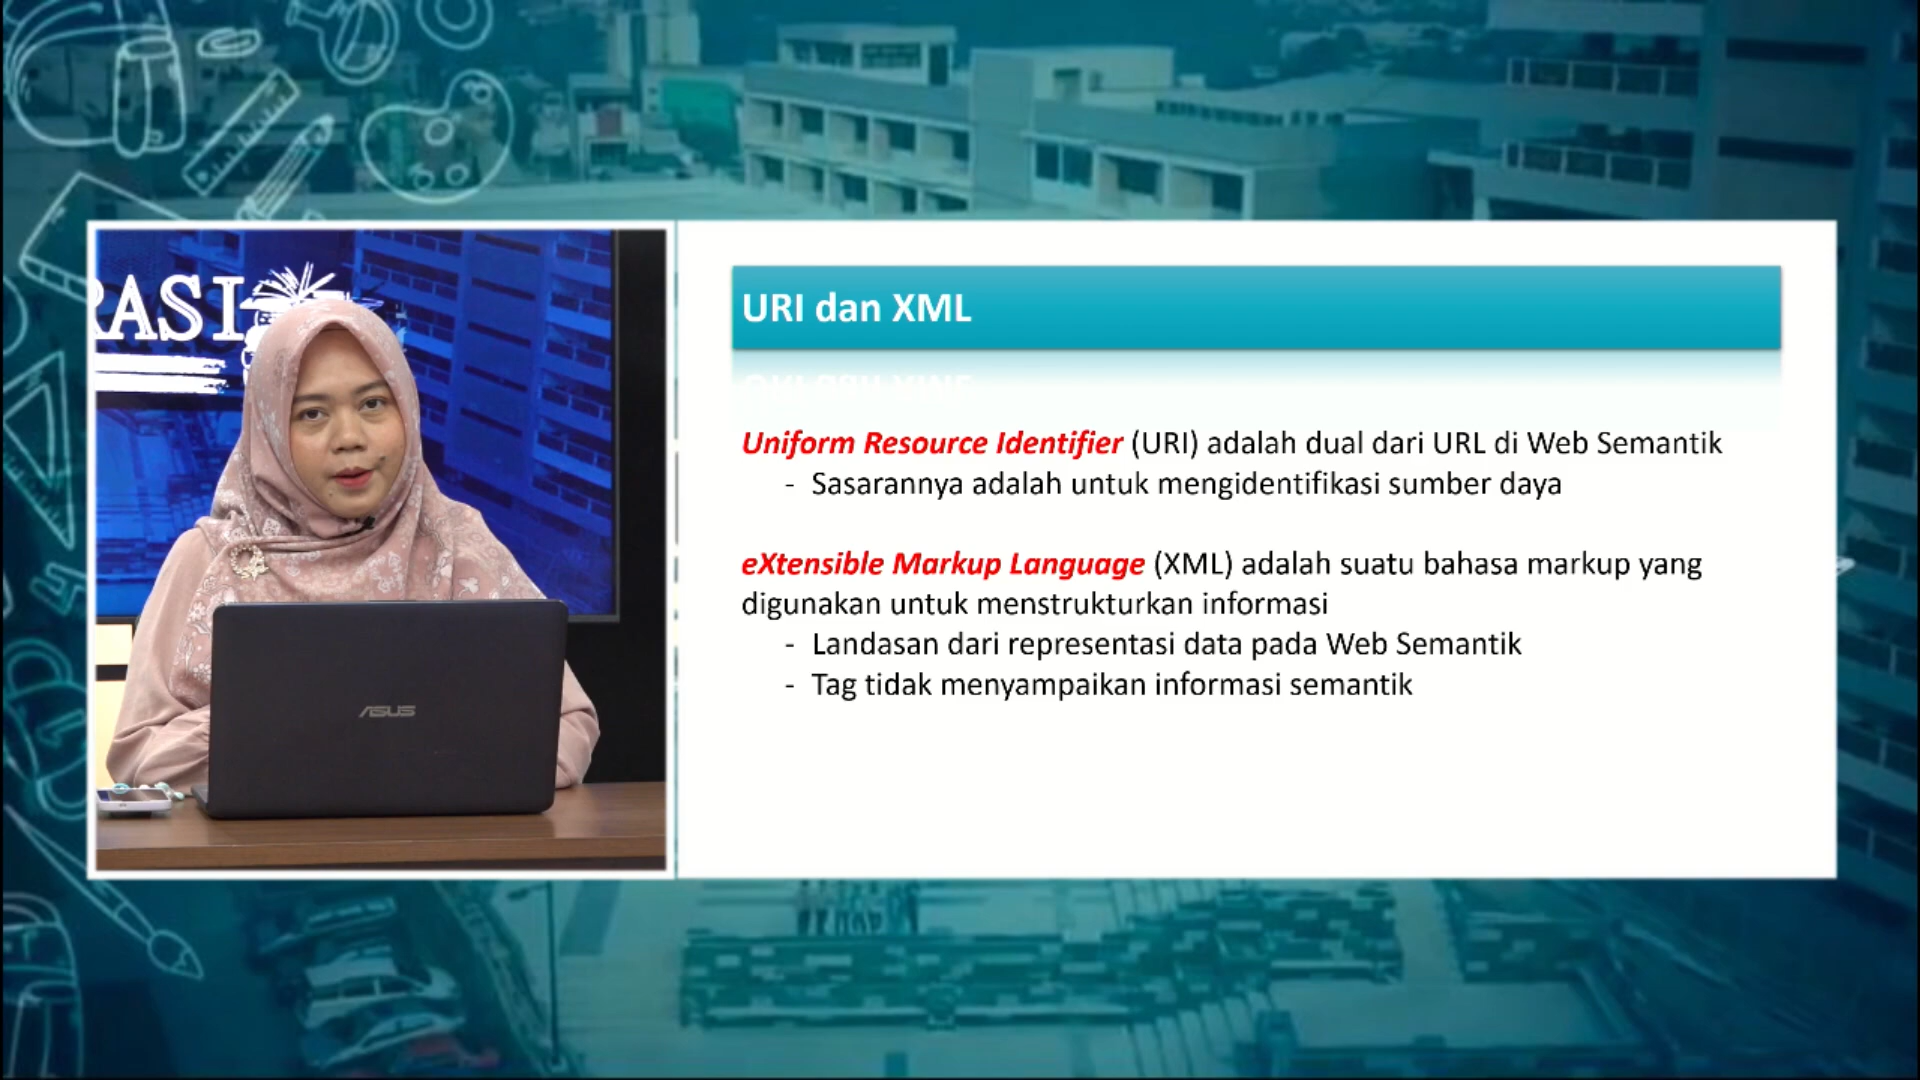 RASI
ASUS
URI dan XML
Uniform Resource Identifier (URI) adalah dual dari URL di Web Semantik
- Sasarannya adalah untuk mengidentifikasi sumber daya
eXtensible Markup Language (XML) adalah suatu bahasa markup yang
digunakan untuk menstrukturkan informasi
- Landasan dari representasi data pada Web Semantik
- Tag tidak menyampaikan informasi semantik